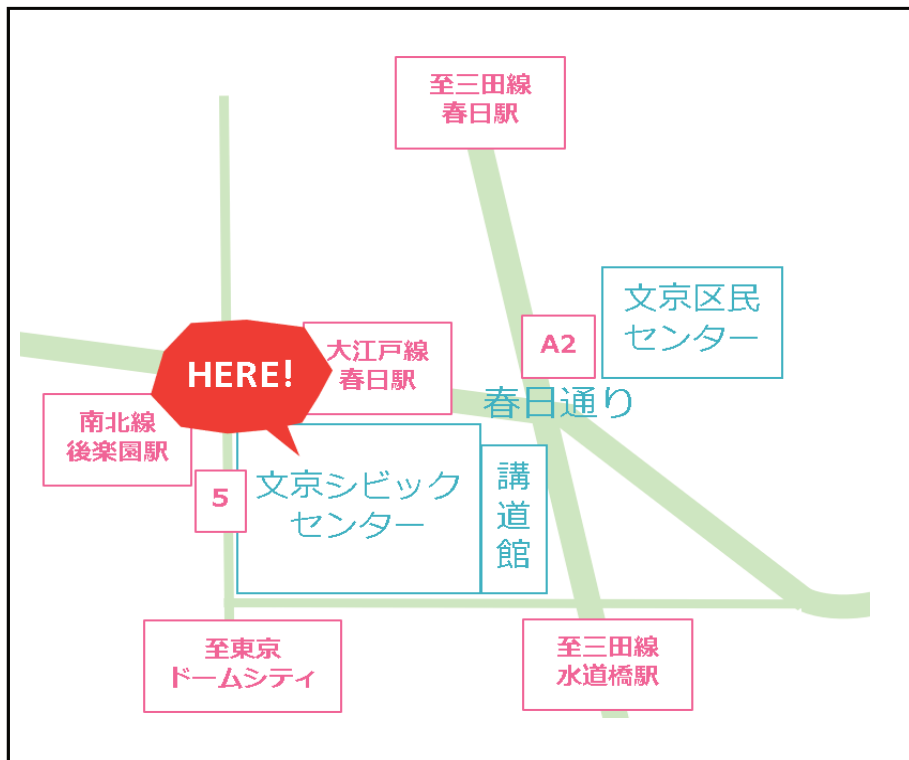 至三田線
春日駅
文京区民
センター
A2
大江戸線
春日駅
HERE!
春日通り
南北線
後楽園駅
5
文京シビック
センター
講道館
至東京
ドームシティ
至三田線
水道橋駅